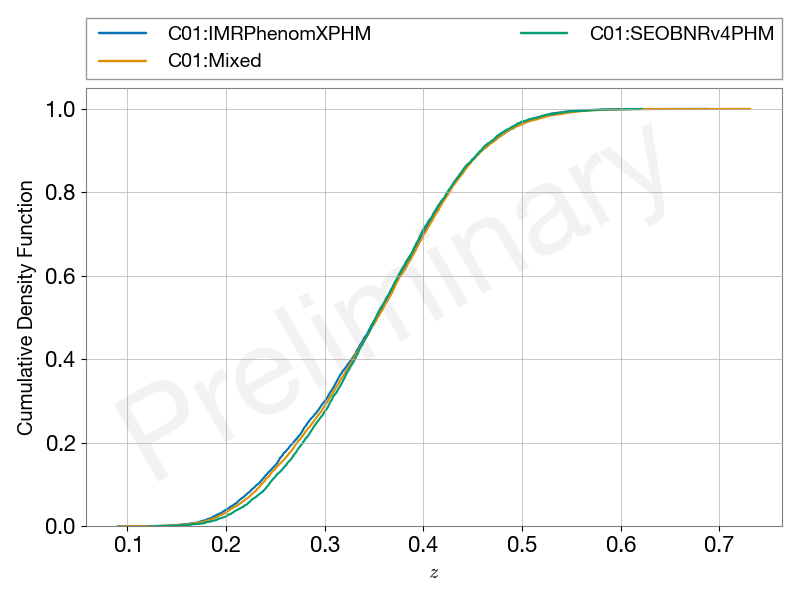 C01:IMRPhenomXPHM
C01:Mixed
C01:SEOBNRv4PHM
Cumulative Density Function
1.0
0.8
0.6
0.4
0.2
0.0
Preliminary
0.1 0.2 0.3 0.4 0.5 0.6 0.7
z